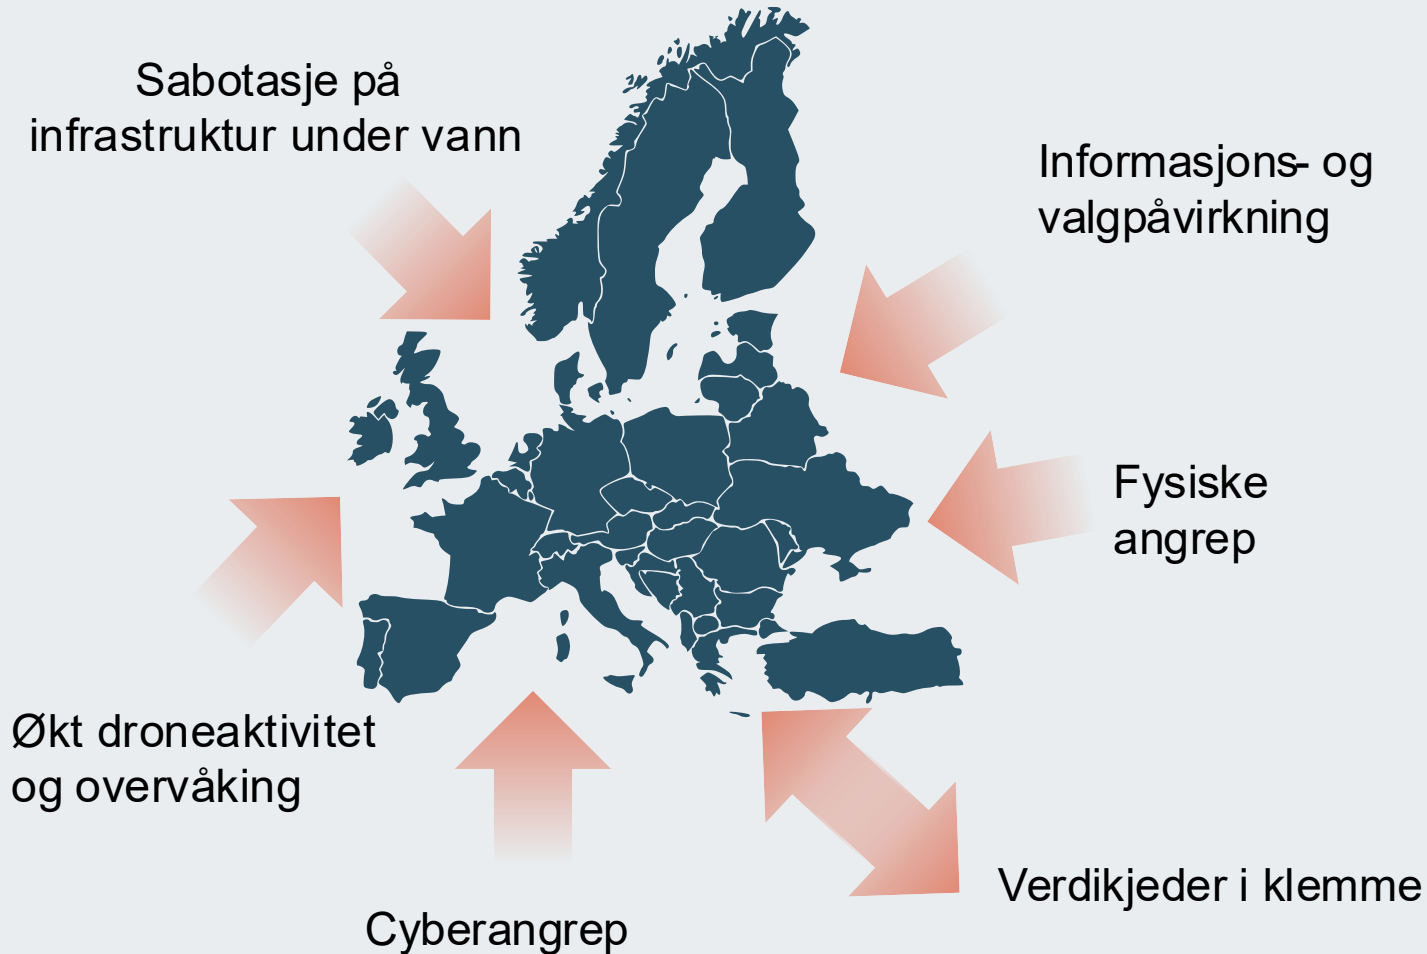 Sabotasje på
infrastruktur under vann
Informasjons- og
valgpåvirkning
Fysiske
angrep
Økt droneaktivitet
og overvåking
Verdikjeder i klemme
Cyberangrep